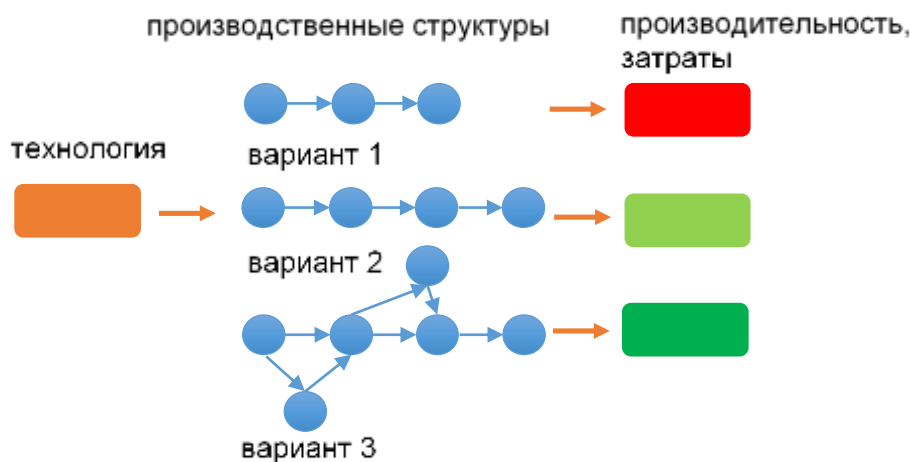 производственные структуры
производительность,
затраты
технология
вариант 1
вариант 2
вариант 3